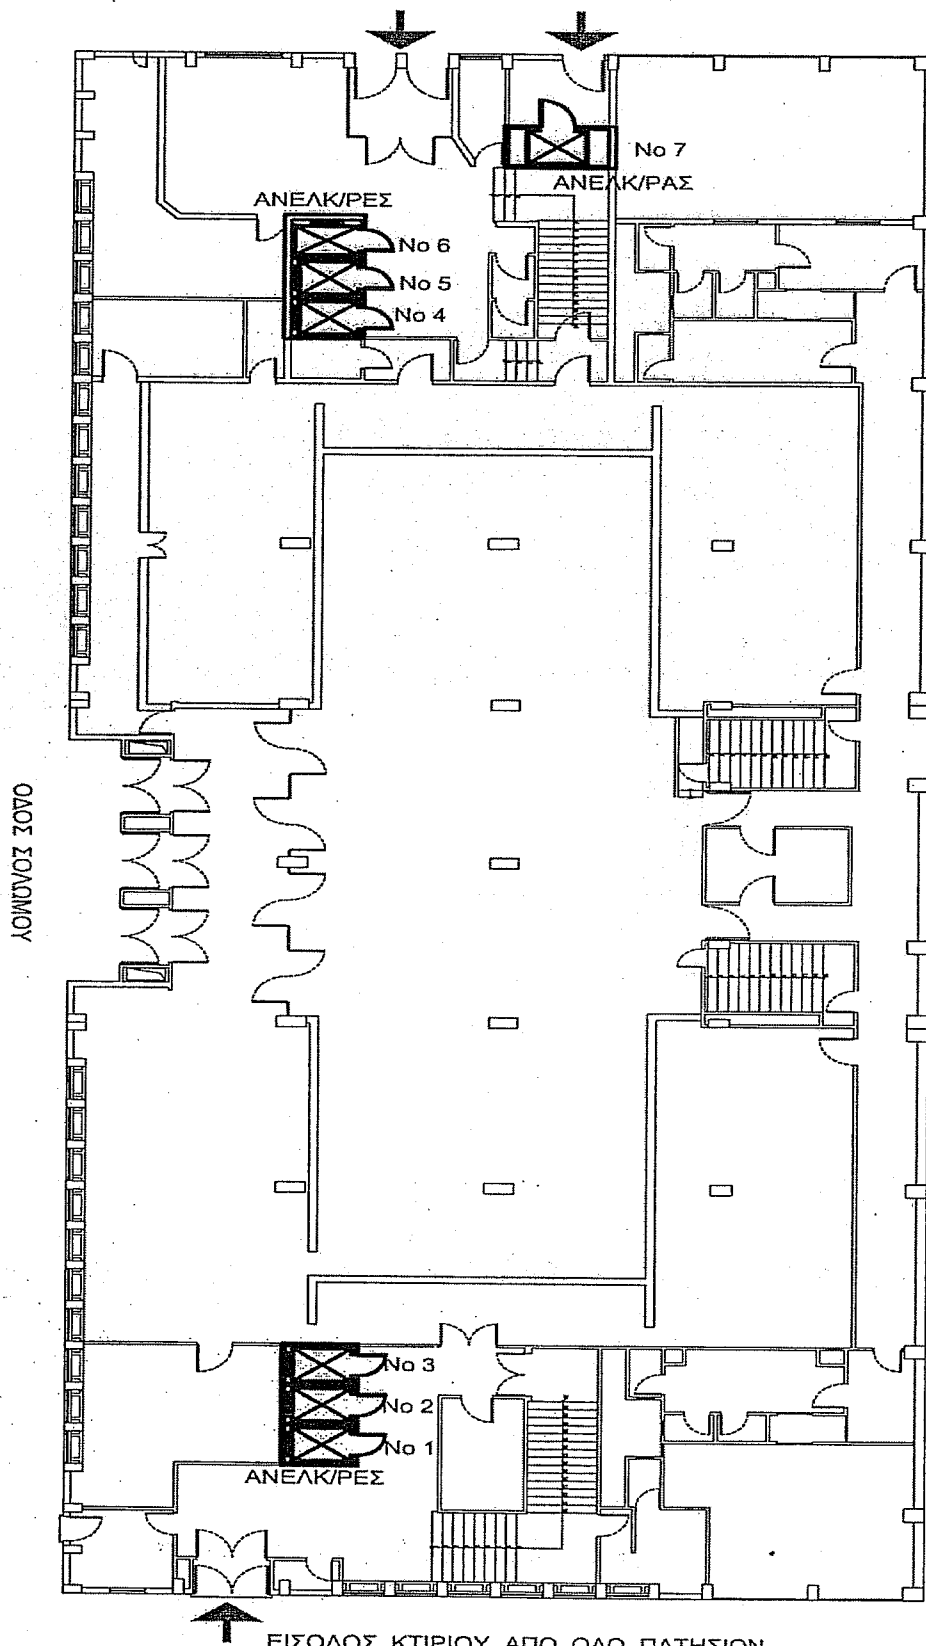 No 7
ΑΝΕΛΚ/ΡΑΣ
ΑΝΕΛΚ/ΡΕΣ
No 6
No 5
No 4
ΟΔΟΣ ΣΟΛΩΜΟΥ
No 3
No 2
No 1
ΑΝΕΛΚ/ΡΕΣ
ΕΙΣΟΔΟΣ ΚΤΙΡΙΟΥ ΑΠΟ ΟΔΟ ΠΑΤΗΣΙΩΝ